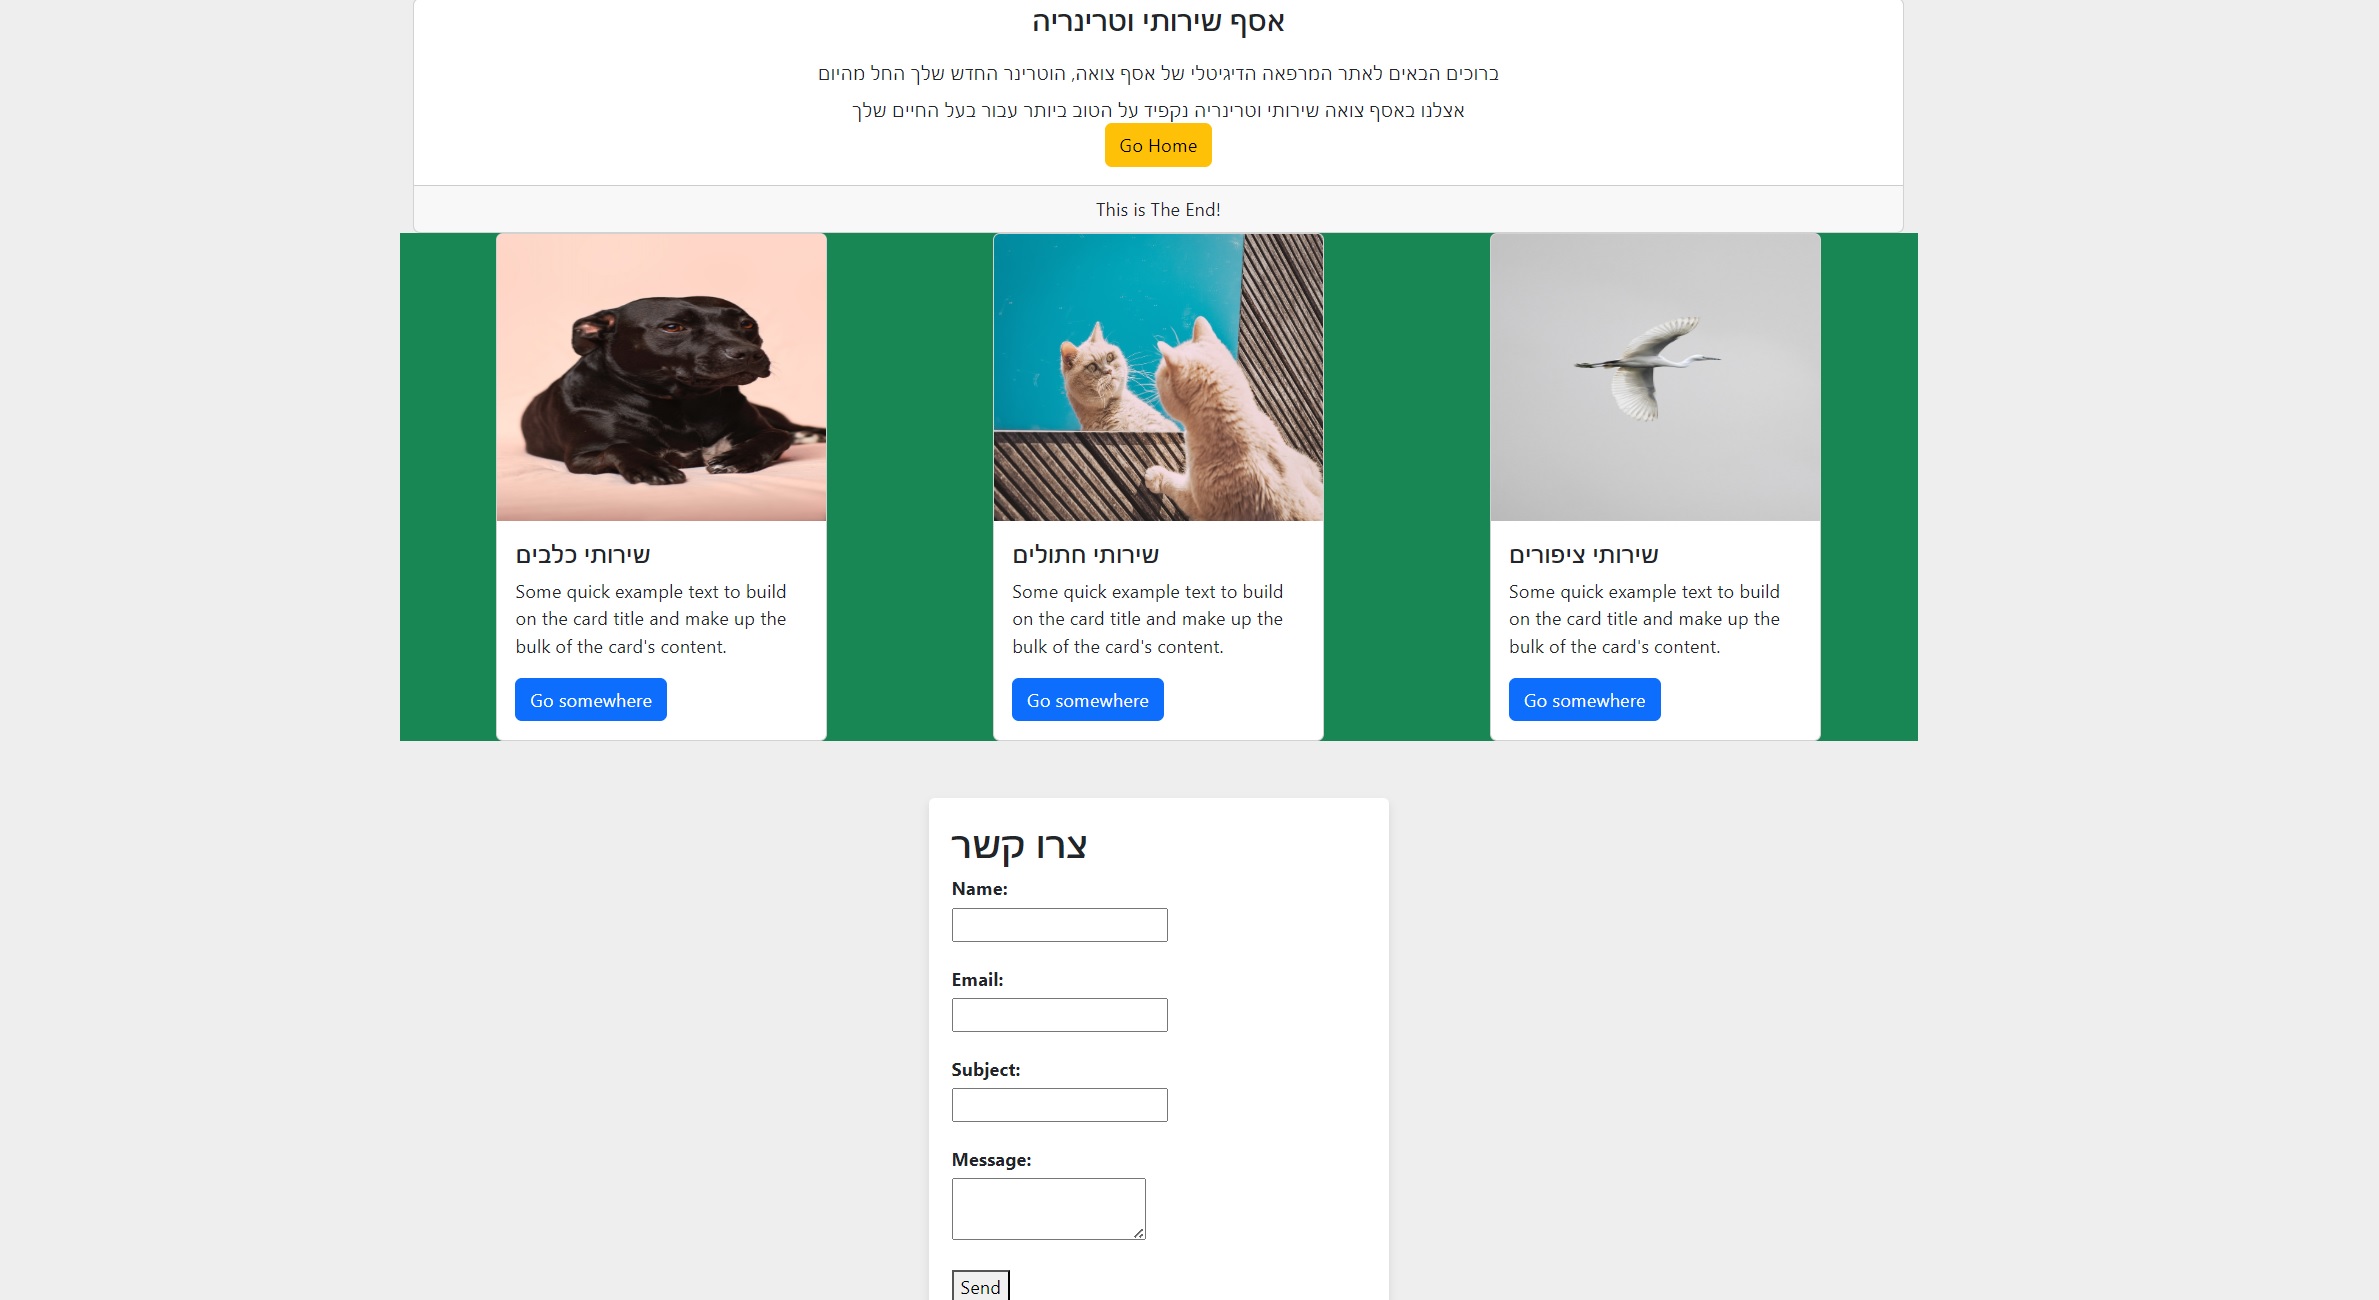 אסף שירותי וטרינריה
ברוכים הבאים לאתר המרפאה הדיגיטלי של אסף צואה, הוטרינר החדש שלך החל מהיום
אצלנו באסף צואה שירותי וטרינריה נקפיד על הטוב ביותר עבור בעל החיים שלך
Go Home
This is The End!
שירותי כלבים
Some quick example text to build
on the card title and make up the
bulk of the card's content.
Go somewhere
שירותי חתולים
Some quick example text to build
on the card title and make up the
bulk of the card's content.
Go somewhere
שירותי ציפורים
Some quick example text to build
on the card title and make up the
bulk of the card's content.
Go somewhere
צרו קשר
Name:
Email:
Subject:
Message:
Send